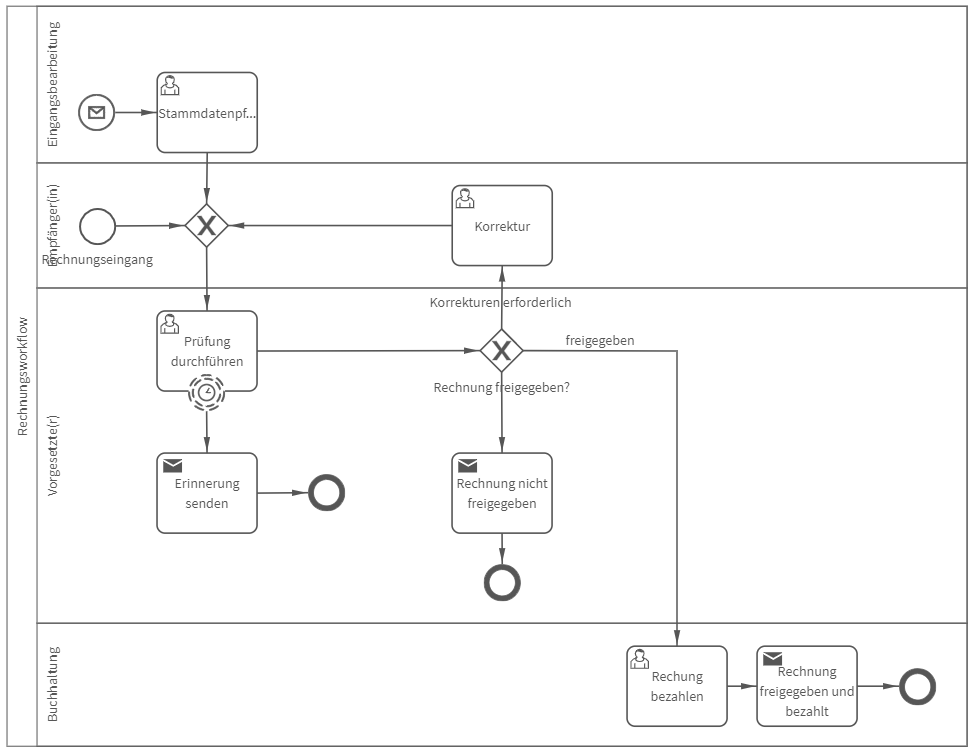 Rechnungsworkflow
Eingangsbearbeitung
Stammdatenpf...
Empfänger(in)
Rechnungseingang
Korrektur
Vorgesetzte(r)
Korrekturen erforderlich
Prüfung
durchführen
freigegeben
Rechnung freigegeben?
Erinnerung
senden
Rechnung nicht
freigegeben
Buchhaltung
Rechung
bezahlen
Rechnung
freigegeben und
bezahlt